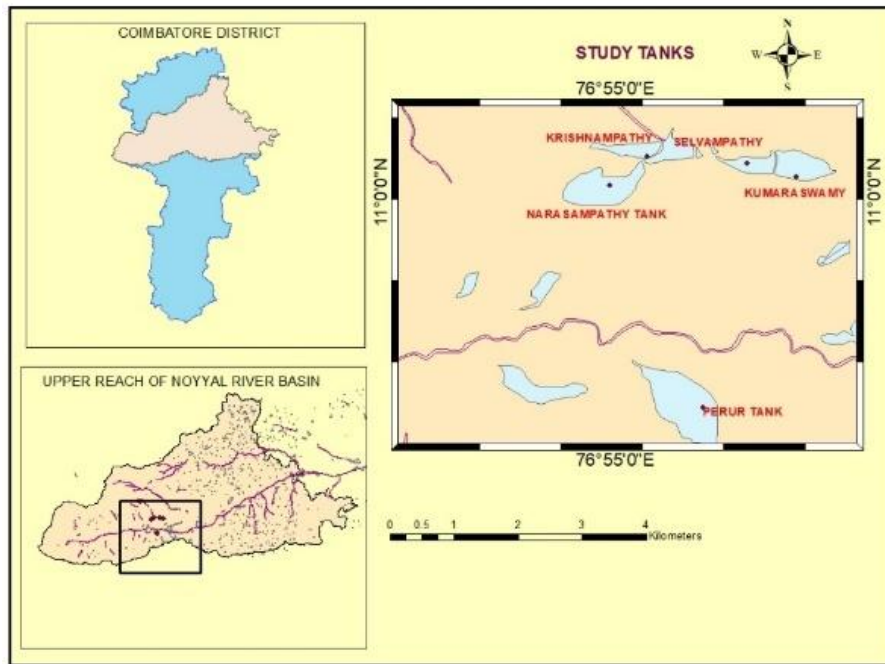 COIMBATORE DISTRICT
UPPER REACH OF NOYYAL RIVER BASIN
STUDY TANKS
N
W E
S
76°55'0"E
11°0'0"N
11°0'0"N
KRISHNAMPATHY
SELVAMPATHY
KUMARASWAMY
NARASAMPATHY TANK
PERUR TANK
76°55'0"E
0 0.5 1 2 3 4
Kilometers